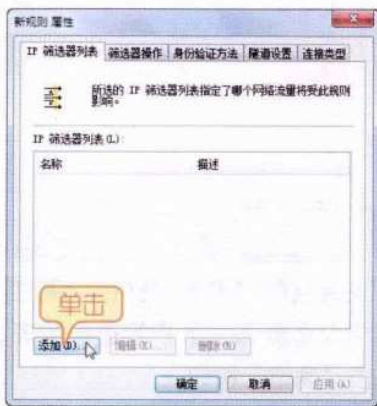 新规则 属性
IP 筛选器列表 筛选器操作 身份验证方法 隧道设置 连接类型
所选的 IP 筛选器列表指定了哪个网络流量将受此规则
影响。
IP 筛选器列表(L):
名称 描述
单击
添加(D)... 编辑(E)... 删除(R)
确定 取消 应用(A)